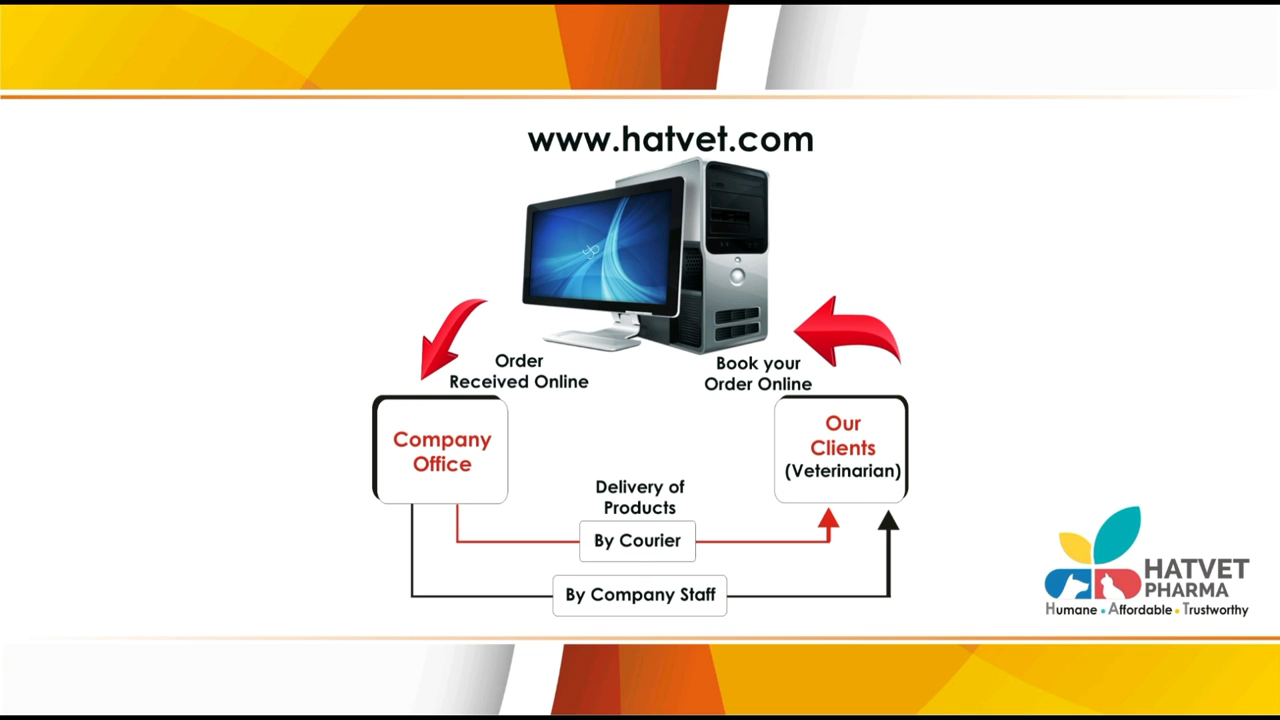 www.hatvet.com
Order
Received Online
Book your
Order Online
Company
Office
Our
Clients
(Veterinarian)
Delivery of
Products
By Courier
By Company Staff
HATVET
PHARMA
Humane • Affordable • Trustworthy